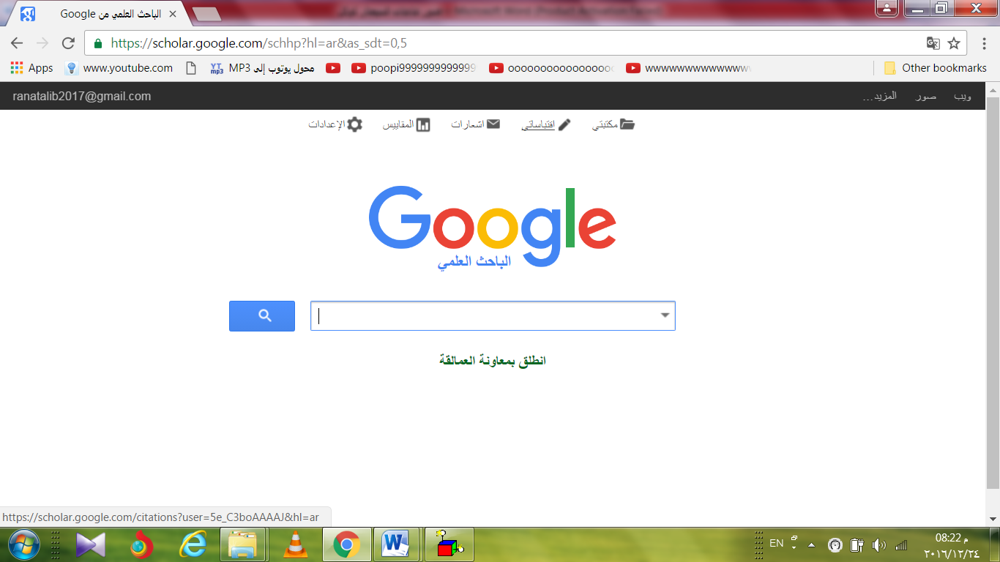 الباحث العلمي من Google
https://scholar.google.com/schhp?hl=ar&as_sdt=0,5
Apps www.youtube.com محول يوتوب إلى MP3 poopi9999999999999 oooooooooooooooo wwwwwwwwwwwww Other bookmarks
ranatalib2017@gmail.com ويب صور المزيد...
مكتبتي اقتباساتي اشعارات المقاييس الإعدادات
Google
الباحث العلمي
انطلق بمعاونة العمالقة
https://scholar.google.com/citations?user=5e_C3boAAAAJ&hl=ar
EN 08:22 م
٢٠١٦/١٢/٢٤